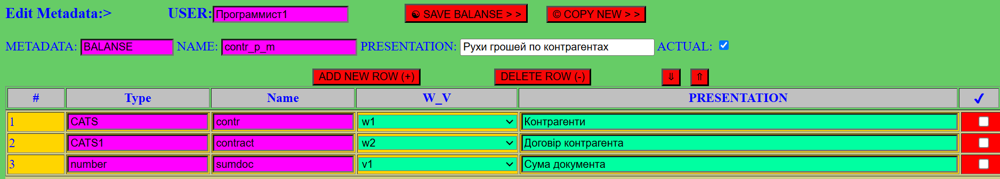 Edit Metadata:> USER: Программист1 ☯ SAVE BALANSE > > © COPY NEW > >
METADATA: BALANSE NAME: contr_p_m PRESENTATION: Рухи грошей по контрагентах ACTUAL:
ADD NEW ROW (+) DELETE ROW (-) ⇓ ⇑
# Type Name W_V PRESENTATION ✔
1 CATS contr w1 Контрагенти
2 CATS1 contract w2 Договір контрагента
3 number sumdoc v1 Сума документа